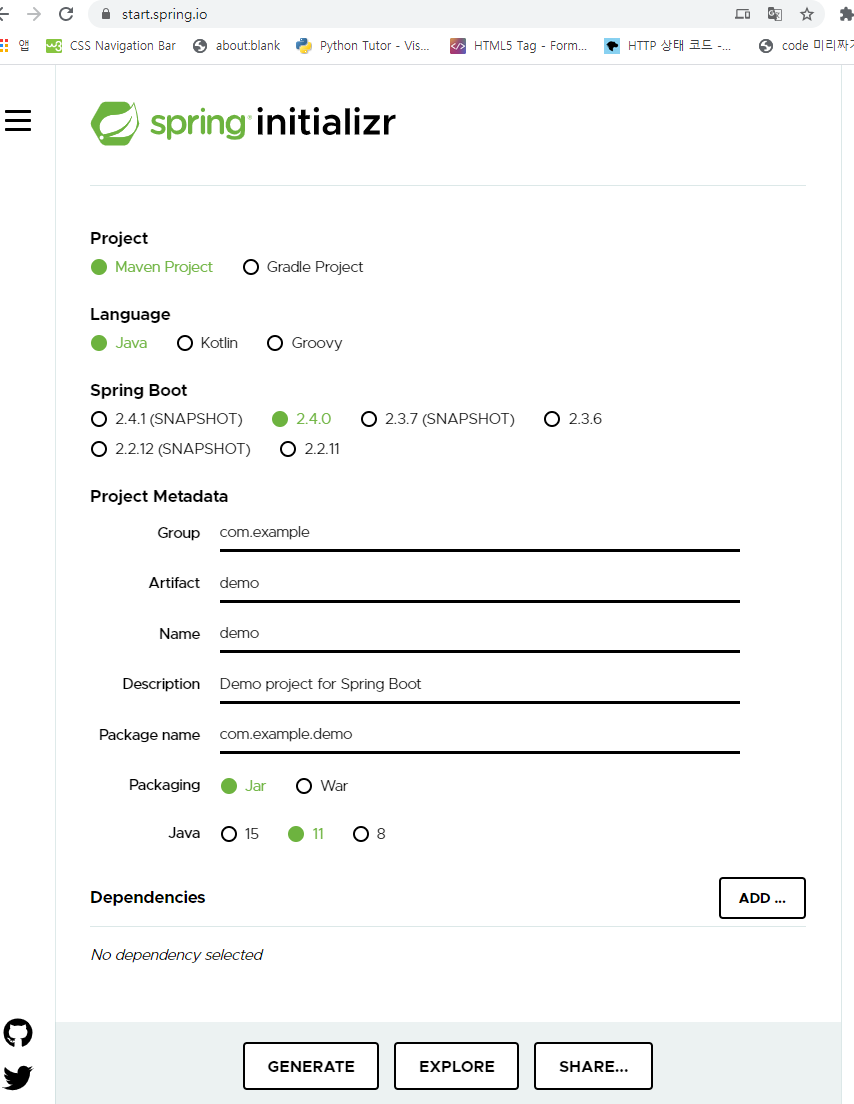 start.spring.io
앱 CSS Navigation Bar about:blank Python Tutor - Vis... HTML5 Tag - Form... HTTP 상태 코드 -... code 미리짜기
spring initializr
Project
Maven Project Gradle Project
Language
Java Kotlin Groovy
Spring Boot
2.4.1 (SNAPSHOT) 2.4.0 2.3.7 (SNAPSHOT) 2.3.6
2.2.12 (SNAPSHOT) 2.2.11
Project Metadata
Group com.example
Artifact demo
Name demo
Description Demo project for Spring Boot
Package name com.example.demo
Packaging Jar War
Java 15 11 8
Dependencies ADD ...
No dependency selected
GENERATE EXPLORE SHARE...